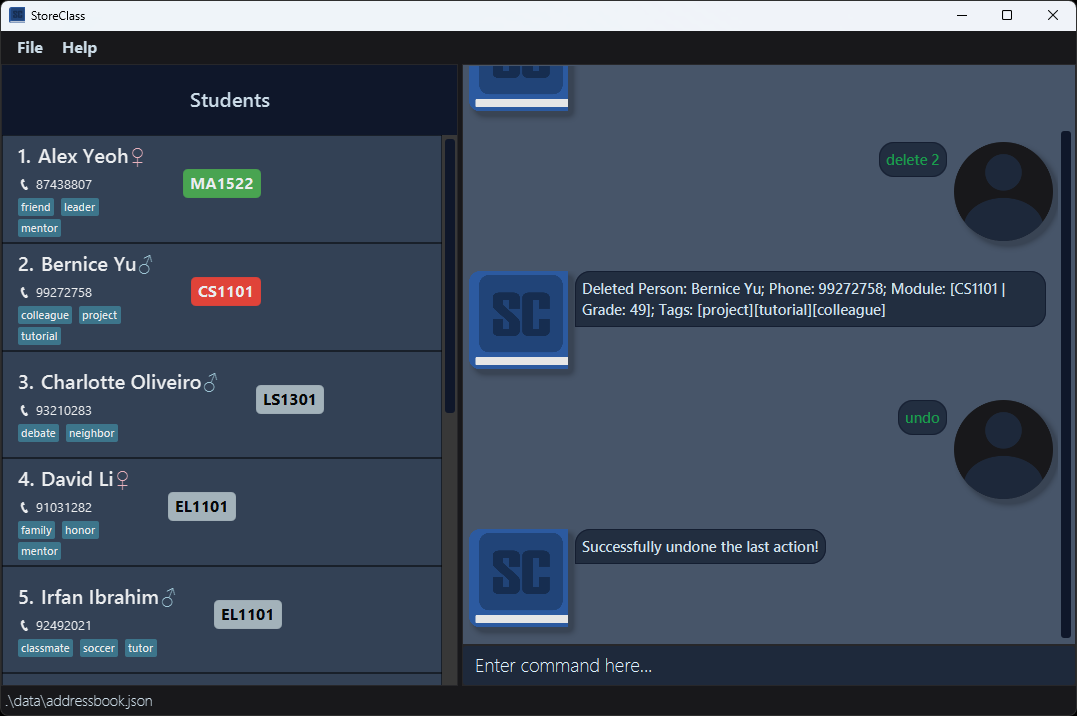 StoreClass
File Help
Students
1. Alex Yeoh♀
87438807
MA1522
friend leader
mentor
2. Bernice Yu♂
99272758
CS1101
colleague project
tutorial
3. Charlotte Oliveiro♂
93210283
LS1301
debate neighbor
4. David Li♀
91031282
EL1101
family honor
mentor
5. Irfan Ibrahim♂
92492021
EL1101
classmate soccer tutor
SC
delete 2
SC
Deleted Person: Bernice Yu; Phone: 99272758; Module: [CS1101 |
Grade: 49]; Tags: [project][tutorial][colleague]
undo
SC
Successfully undone the last action!
Enter command here...
.\data\addressbook.json